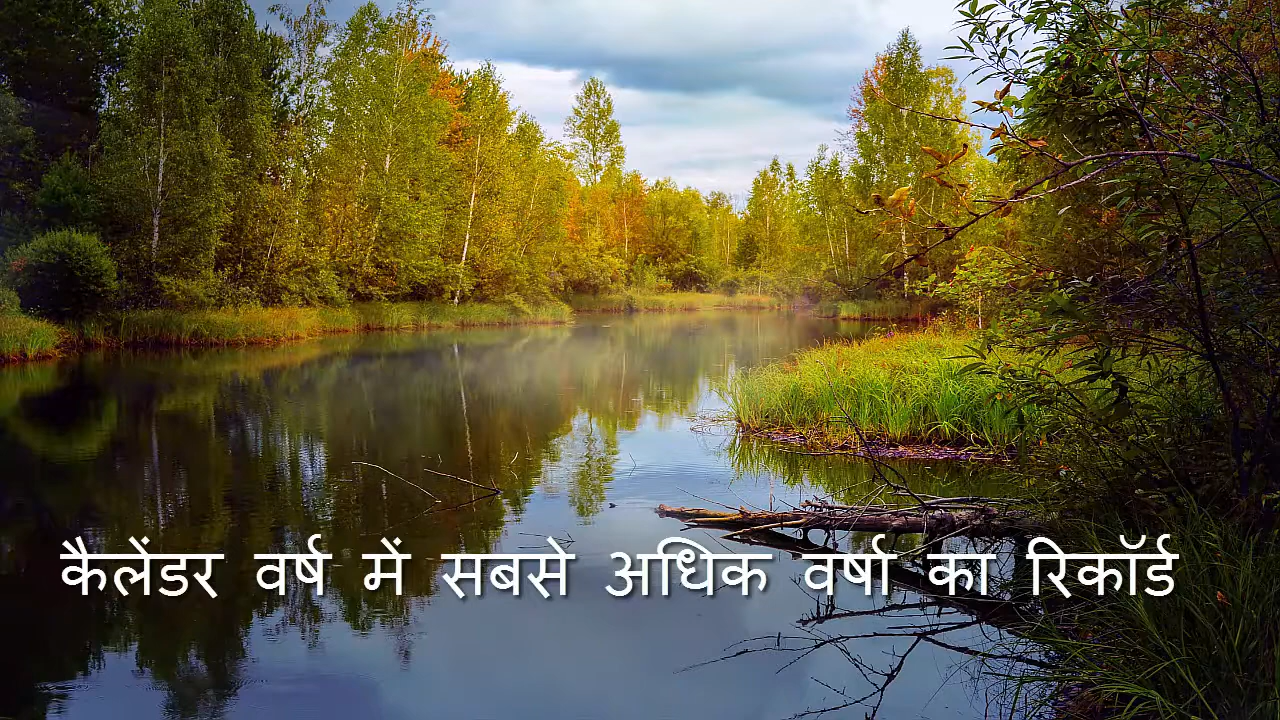 कैलेंडर वर्ष में सबसे अधिक वर्षा का रिकॉर्ड